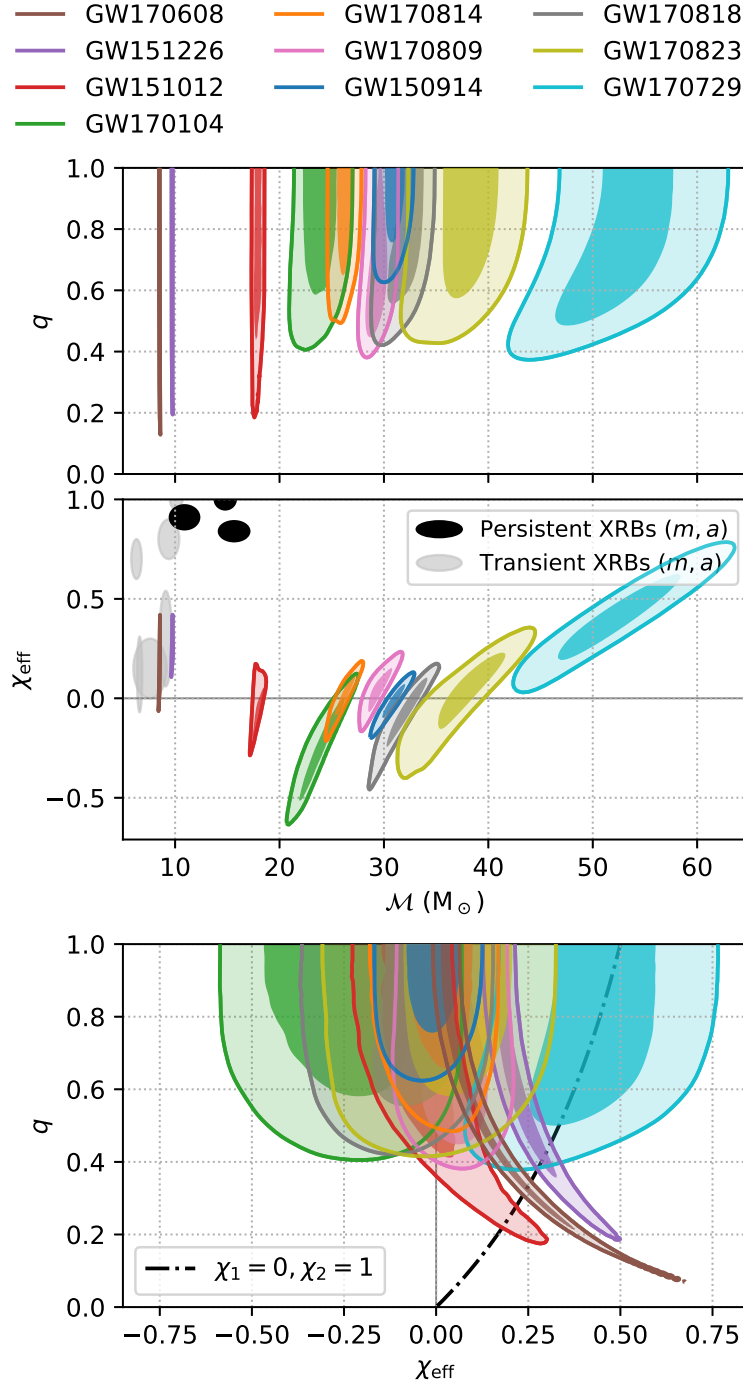 GW170608 GW170814 GW170818
GW151226 GW170809 GW170823
GW151012 GW150914 GW170729
GW170104
1.0
0.8
0.6
q
0.4
0.2
0.0
1.0
Persistent XRBs (m, a)
Transient XRBs (m, a)
0.5
χeff
0.0
−0.5
10 20 30 40 50 60
ℳ (M⊙)
1.0
0.8
0.6
q
0.4
0.2
χ₁ = 0, χ₂ = 1
0.0
−0.75 −0.50 −0.25 0.00 0.25 0.50 0.75
χeff